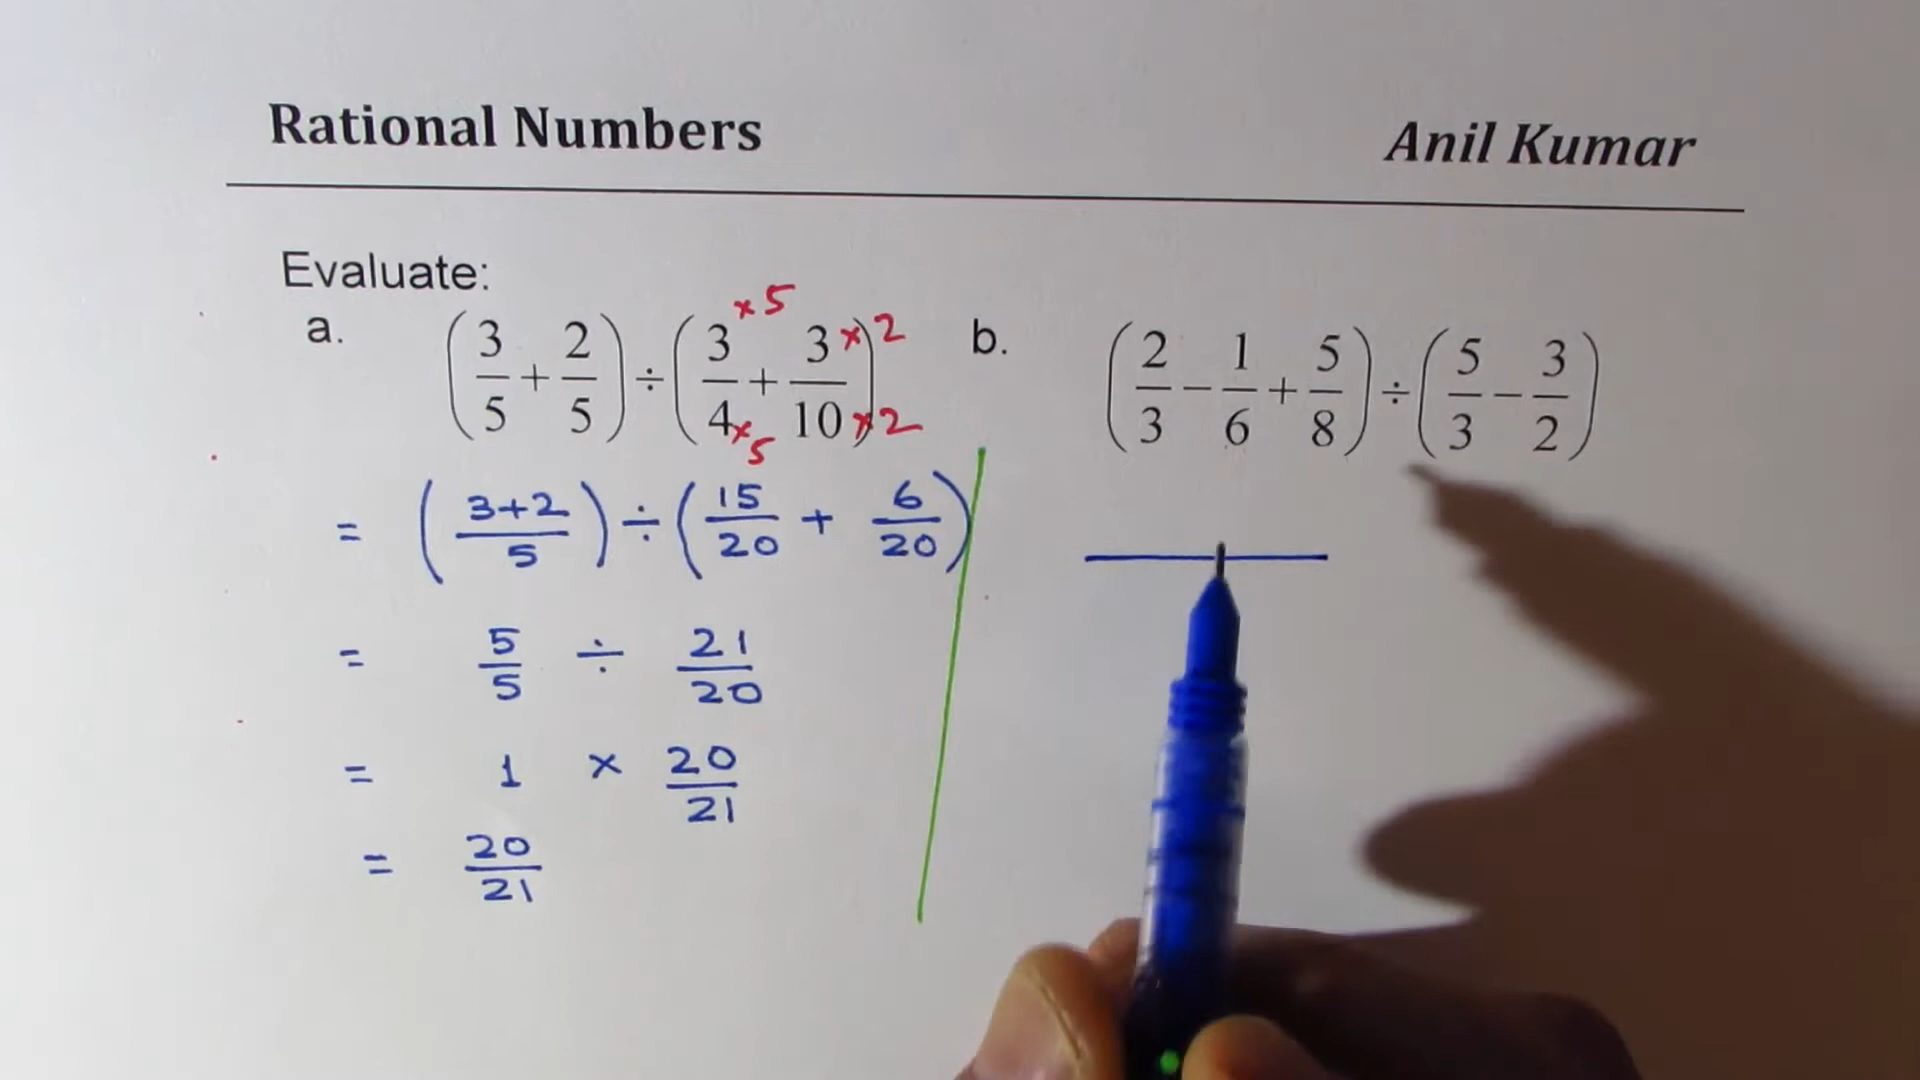 Rational Numbers Anil Kumar
Evaluate:
a. (3/5 + 2/5) ÷ (3/4 + 3/10) ×5 ×5 ×2 ×2
b. (2/3 − 1/6 + 5/8) ÷ (5/3 − 3/2)
= ((3+2)/5) ÷ (15/20 + 6/20)
= 5/5 ÷ 21/20
= 1 × 20/21
= 20/21